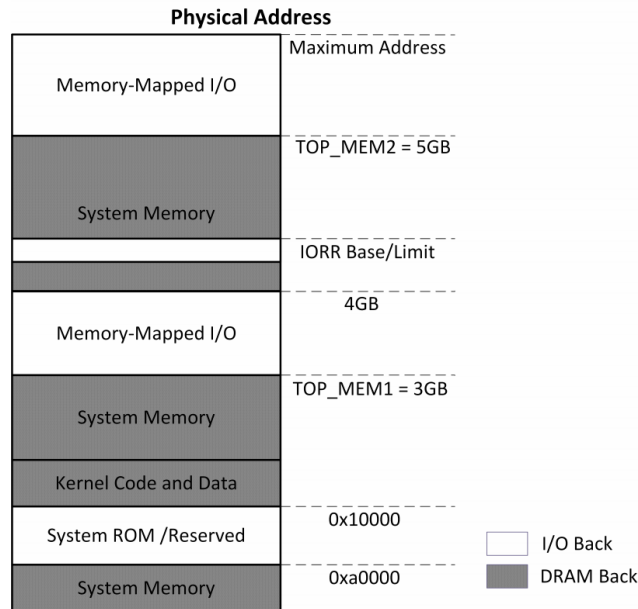 Physical Address
Maximum Address
Memory-Mapped I/O
TOP_MEM2 = 5GB
System Memory
IORR Base/Limit
4GB
Memory-Mapped I/O
TOP_MEM1 = 3GB
System Memory
Kernel Code and Data
0x10000
System ROM /Reserved
I/O Back
0xa0000
DRAM Back
System Memory